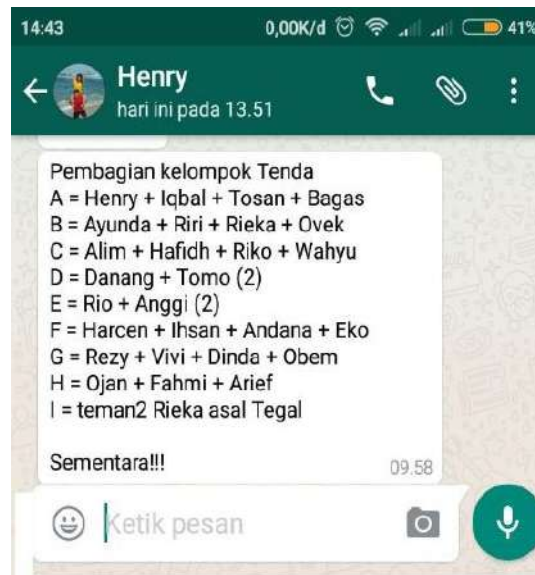 14:43 0,00K/d 41%
Henry
hari ini pada 13.51
Pembagian kelompok Tenda
A = Henry + Iqbal + Tosan + Bagas
B = Ayunda + Riri + Rieka + Ovek
C = Alim + Hafidh + Riko + Wahyu
D = Danang + Tomo (2)
E = Rio + Anggi (2)
F = Harcen + Ihsan + Andana + Eko
G = Rezy + Vivi + Dinda + Obem
H = Ojan + Fahmi + Arief
I = teman2 Rieka asal Tegal
Sementara!!!
09.58
Ketik pesan